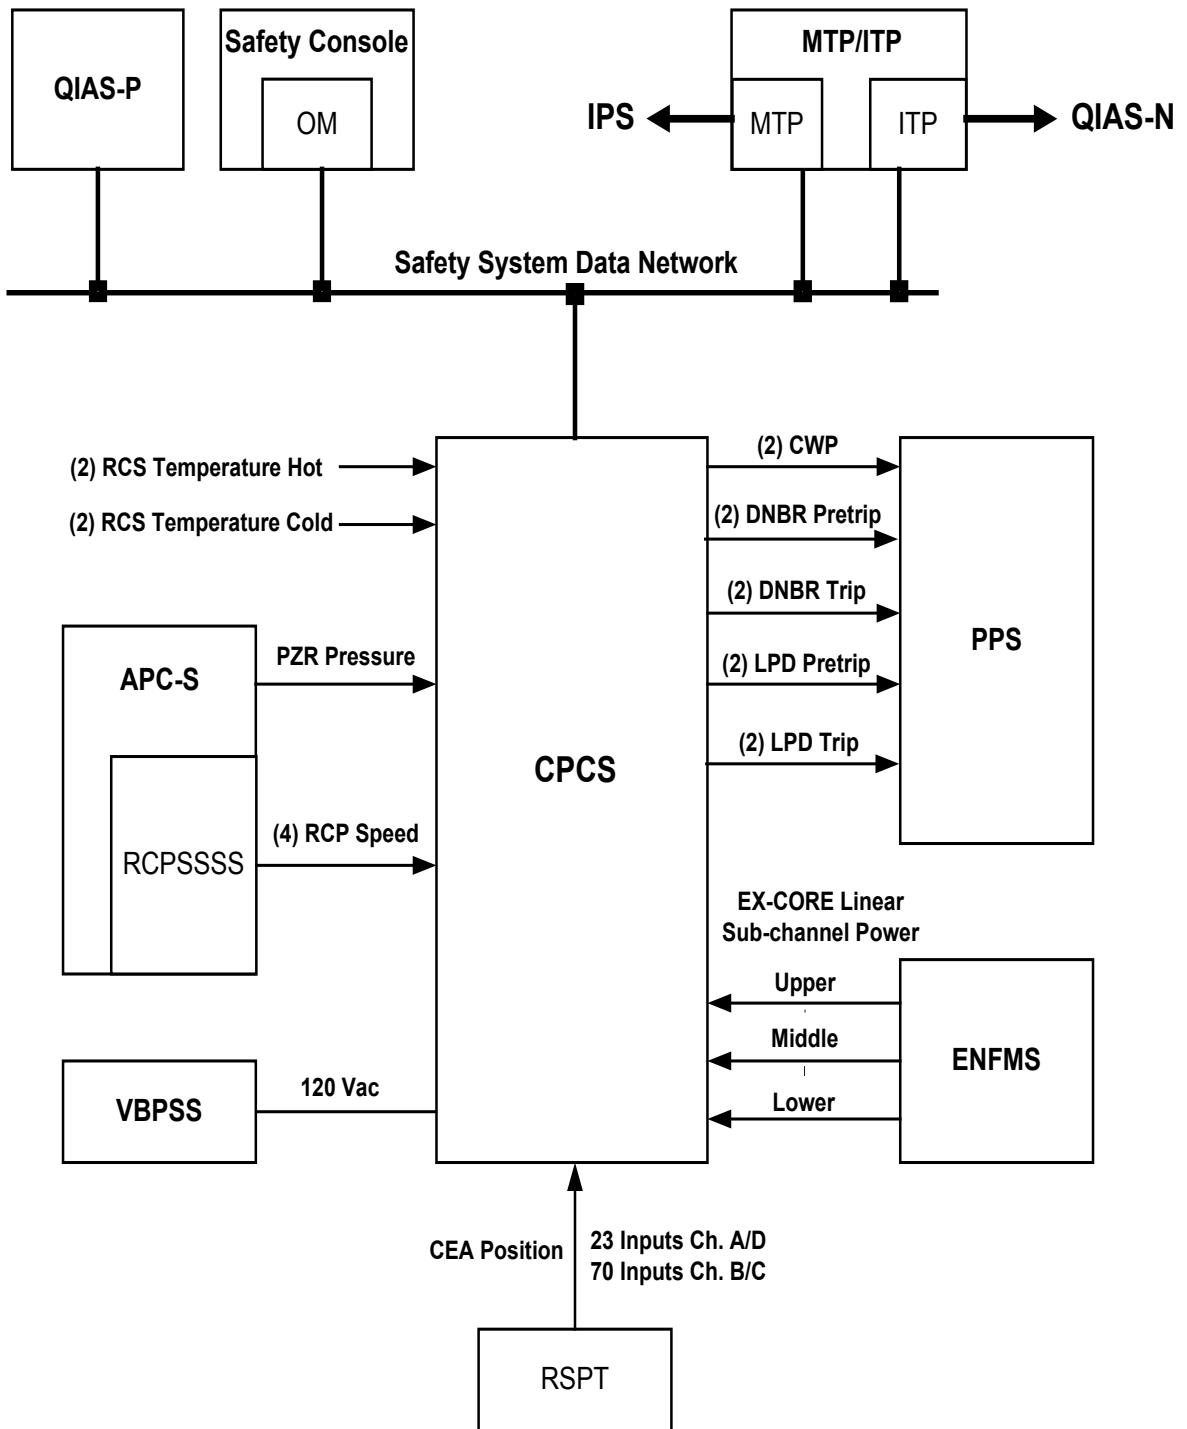 Safety Console
MTP/ITP
QIAS-P
OM
IPS
MTP
ITP
QIAS-N
Safety System Data Network
(2) RCS Temperature Hot
(2) RCS Temperature Cold
(2) CWP
(2) DNBR Pretrip
(2) DNBR Trip
(2) LPD Pretrip
(2) LPD Trip
PPS
APC-S
PZR Pressure
CPCS
RCPSSSS
(4) RCP Speed
EX-CORE Linear
Sub-channel Power
Upper
Middle
Lower
ENFMS
VBPSS
120 Vac
CEA Position
23 Inputs Ch. A/D
70 Inputs Ch. B/C
RSPT